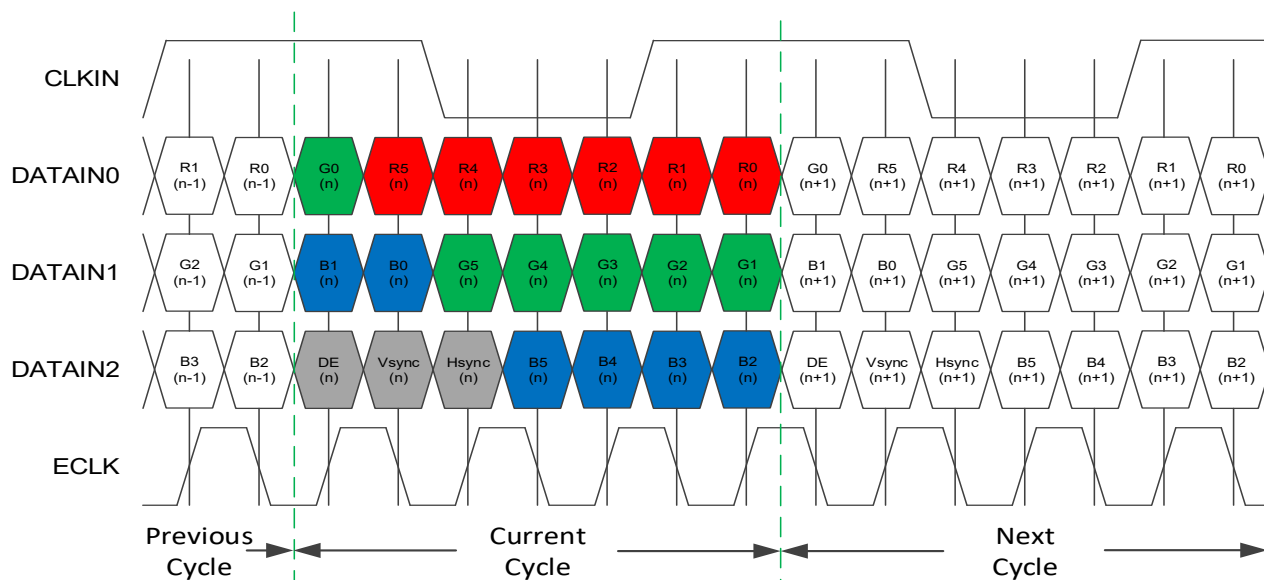 CLKIN
DATAIN0
R1 R0 G0 R5 R4 R3 R2 R1 R0 G0 R5 R4 R3 R2 R1 R0
(n-1) (n-1) (n) (n) (n) (n) (n) (n) (n) (n+1) (n+1) (n+1) (n+1) (n+1) (n+1) (n+1)
DATAIN1
G2 G1 B1 B0 G5 G4 G3 G2 G1 B1 B0 G5 G4 G3 G2 G1
(n-1) (n-1) (n) (n) (n) (n) (n) (n) (n) (n+1) (n+1) (n+1) (n+1) (n+1) (n+1) (n+1)
DATAIN2
B3 B2 DE Vsync Hsync B5 B4 B3 B2 DE Vsync Hsync B5 B4 B3 B2
(n-1) (n-1) (n) (n) (n) (n) (n) (n) (n) (n+1) (n+1) (n+1) (n+1) (n+1) (n+1) (n+1)
ECLK
Previous
Cycle
Current
Cycle
Next
Cycle